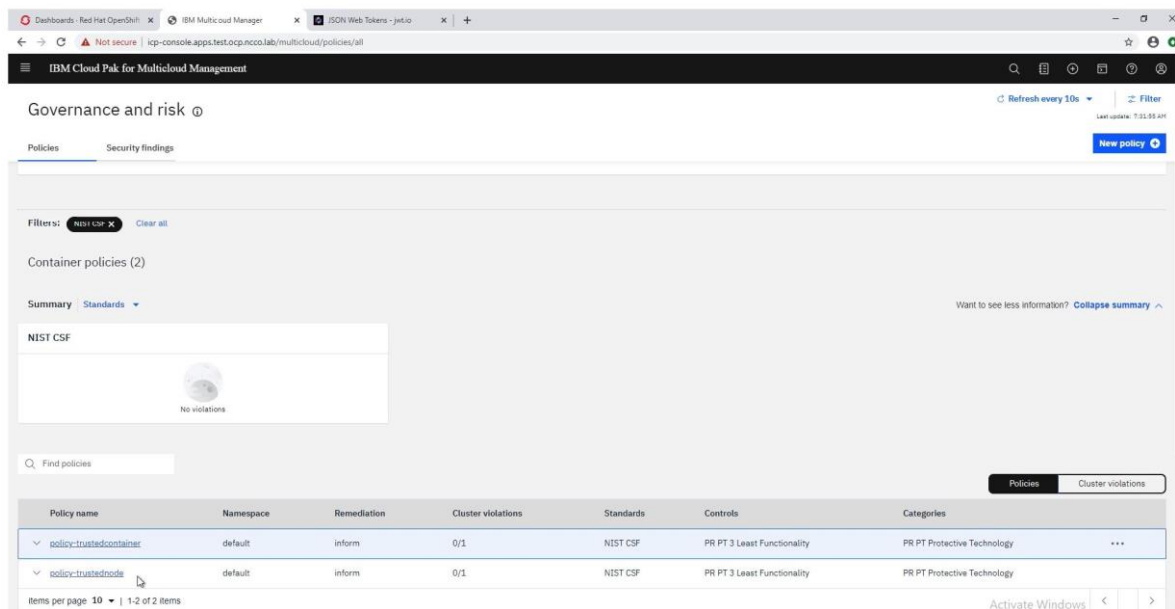 Dashboards - Red Hat OpenShift
IBM Multicloud Manager
JSON Web Tokens - jwt.io
Not secure | icp-console.apps.test.ocp.ncco.lab/multicloud/policies/all
IBM Cloud Pak for Multicloud Management
Governance and risk
Refresh every 10s
Filter
Last update: 7:31:55 AM
Policies Security findings
New policy
Filters: NIST CSF X Clear all
Container policies (2)
Summary Standards
Want to see less information? Collapse summary
NIST CSF
No violations
Find policies
Policies Cluster violations
Policy name Namespace Remediation Cluster violations Standards Controls Categories
policy-trustedcontainer default inform 0/1 NIST CSF PR PT 3 Least Functionality PR PT Protective Technology
policy-trustednode default inform 0/1 NIST CSF PR PT 3 Least Functionality PR PT Protective Technology
items per page 10 | 1-2 of 2 items
Activate Windows